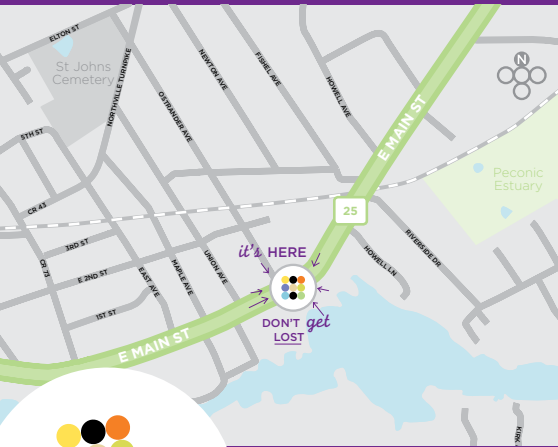 ELTON ST
St Johns
Cemetery
NORTHVILLE TURNPIKE
OSTRANDER AVE
NEWTON AVE
FISHEL AVE
HOWELL AVE
E MAIN ST
N
5TH ST
Peconic
Estuary
CR 43
25
3RD ST
it's HERE
RIVERSIDE DR
HOWELL LN
CR 73
E 2ND ST
EAST AVE
MAPLE AVE
UNION AVE
1ST ST
DON'T get
LOST
E MAIN ST